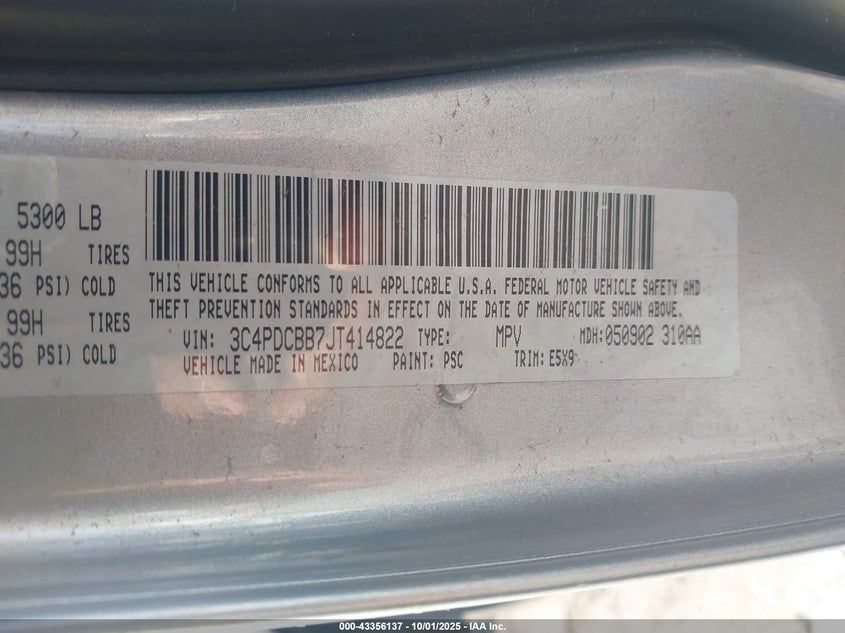 5300 LB
99H TIRES
36 PSI) COLD
99H TIRES
36 PSI) COLD
THIS VEHICLE CONFORMS TO ALL APPLICABLE U.S.A. FEDERAL MOTOR VEHICLE SAFETY AND
THEFT PREVENTION STANDARDS IN EFFECT ON THE DATE OF MANUFACTURE SHOWN ABOVE.
VIN: 3C4PDCBB7JT414822 TYPE: MPV MDH:050902 310AA
VEHICLE MADE IN MEXICO PAINT: PSC TRIM: E5X9
000-43356137 - 10/01/2025 - IAA Inc.